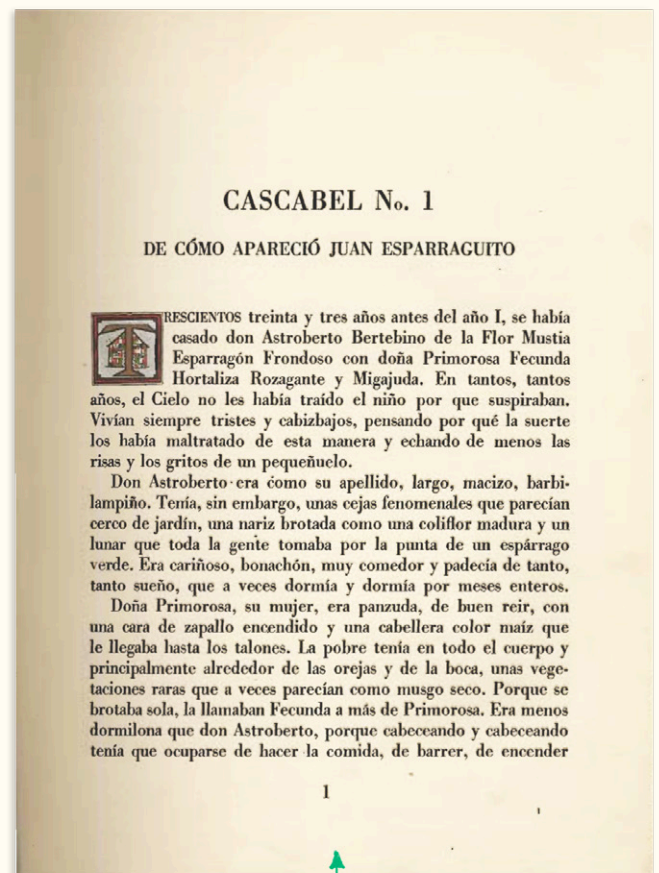 CASCABEL No. 1
DE CÓMO APARECIÓ JUAN ESPARRAGUITO
TRESCIENTOS treinta y tres años antes del año I, se había
casado don Astroberto Bertebino de la Flor Mustia
Esparragón Frondoso con doña Primorosa Fecunda
Hortaliza Rozagante y Migajuda. En tantos, tantos
años, el Cielo no les había traído el niño por que suspiraban.
Vivían siempre tristes y cabizbajos, pensando por qué la suerte
los había maltratado de esta manera y echando de menos las
risas y los gritos de un pequeñuelo.
Don Astroberto era como su apellido, largo, macizo, barbi-
lampiño. Tenía, sin embargo, unas cejas fenomenales que parecían
cerco de jardín, una nariz brotada como una coliflor madura y un
lunar que toda la gente tomaba por la punta de un espárrago
verde. Era cariñoso, bonachón, muy comedor y padecía de tanto,
tanto sueño, que a veces dormía y dormía por meses enteros.
Doña Primorosa, su mujer, era panzuda, de buen reir, con
una cara de zapallo encendido y una cabellera color maíz que
le llegaba hasta los talones. La pobre tenía en todo el cuerpo y
principalmente alrededor de las orejas y de la boca, unas vege-
taciones raras que a veces parecían como musgo seco. Porque se
brotaba sola, la llamaban Fecunda a más de Primorosa. Era menos
dormilona que don Astroberto, porque cabeceando y cabeceando
tenía que ocuparse de hacer la comida, de barrer, de encender
1